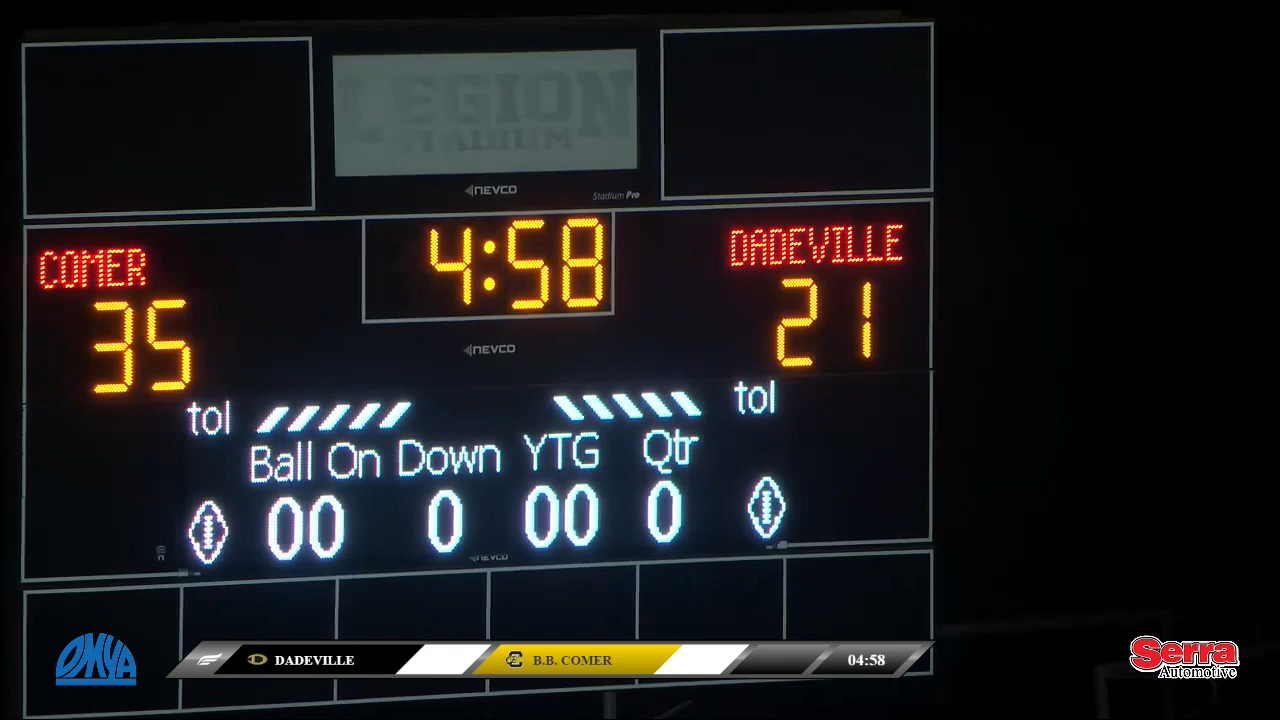 LEGION
STADIUM
NEVCO
Stadium Pro
4:58
COMER
DADEVILLE
35
21
NEVCO
tol
tol
Ball On Down YTG Qtr
00 0 00 0
NEVCO
OMYA
DADEVILLE
B.B. COMER
04:58
Serra
Automotive